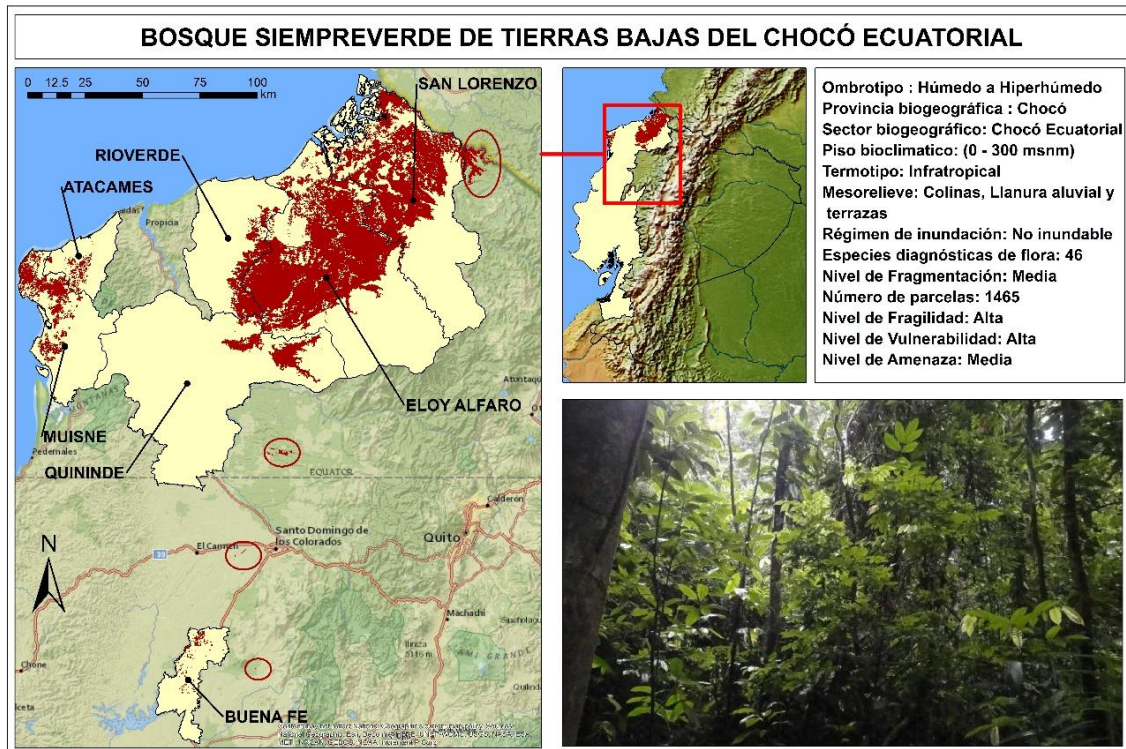 BOSQUE SIEMPREVERDE DE TIERRAS BAJAS DEL CHOCÓ ECUATORIAL
0 12.5 25 50 75 100
km
SAN LORENZO
RIOVERDE
ATACAMES
Propicia
ELOY ALFARO
Atuntaqui
MUISNE
Pedernales
QUININDE
EQUATOR
Calderón
Quito
Santo Domingo de
los Colorados
El Carmen
30
N
Machachi
Chone
BUENA FE
Ombrotipo : Húmedo a Hiperhúmedo
Provincia biogeográfica : Chocó
Sector biogeográfico: Chocó Ecuatorial
Piso bioclimatico: (0 - 300 msnm)
Termotipo: Infratropical
Mesorelieve: Colinas, Llanura aluvial y
terrazas
Régimen de inundación: No inundable
Especies diagnósticas de flora: 46
Nivel de Fragmentación: Media
Número de parcelas: 1465
Nivel de Fragilidad: Alta
Nivel de Vulnerabilidad: Alta
Nivel de Amenaza: Media